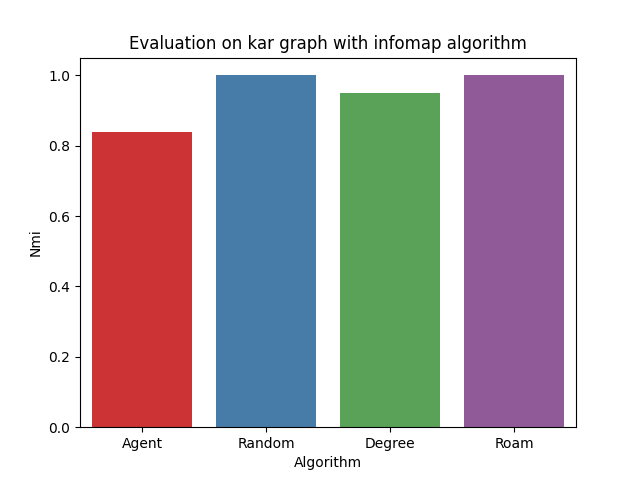 Evaluation on kar graph with infomap algorithm
1.0
0.8
0.6
0.4
0.2
0.0
Nmi
Agent Random Degree Roam
Algorithm